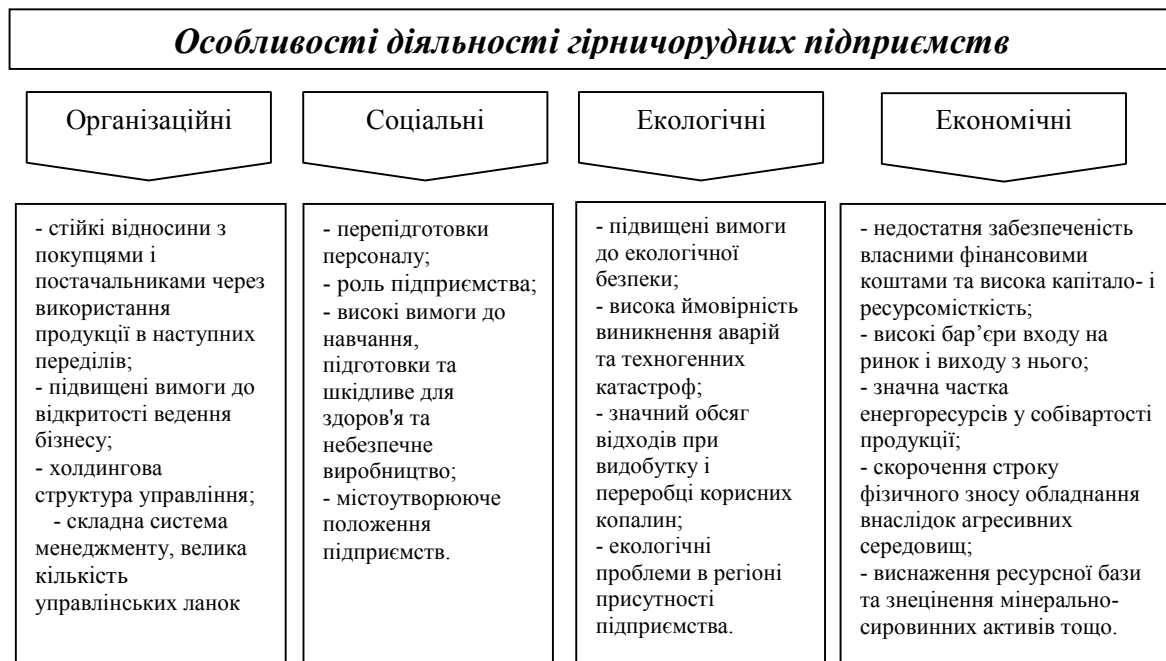 Особливості діяльності гірничорудних підприємств
Організаційні
Соціальні
Екологічні
Економічні
- стійкі відносини з
покупцями і
постачальниками через
використання
продукції в наступних
переділів;
- підвищені вимоги до
відкритості ведення
бізнесу;
- холдингова
структура управління;
- складна система
менеджменту, велика
кількість
управлінських ланок
- перепідготовки
персоналу;
- роль підприємства;
- високі вимоги до
навчання,
підготовки та
шкідливе для
здоров'я та
небезпечне
виробництво;
- містоутворююче
положення
підприємств.
- підвищені вимоги
до екологічної
безпеки;
- висока ймовірність
виникнення аварій
та техногенних
катастроф;
- значний обсяг
відходів при
видобутку і
переробці корисних
копалин;
- екологічні
проблеми в регіоні
присутності
підприємства.
- недостатня забезпеченість
власними фінансовими
коштами та висока капітало- і
ресурсомісткість;
- високі бар’єри входу на
ринок і виходу з нього;
- значна частка
енергоресурсів у собівартості
продукції;
- скорочення строку
фізичного зносу обладнання
внаслідок агресивних
середовищ;
- виснаження ресурсної бази
та знецінення мінерально-
сировинних активів тощо.